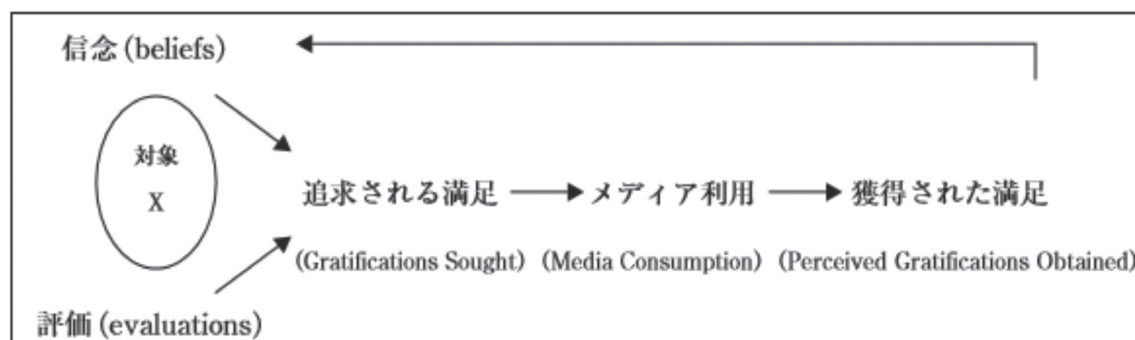 信念 (beliefs)
対象
X
追求される満足 メディア利用 獲得された満足
(Gratifications Sought) (Media Consumption) (Perceived Gratifications Obtained)
評価 (evaluations)